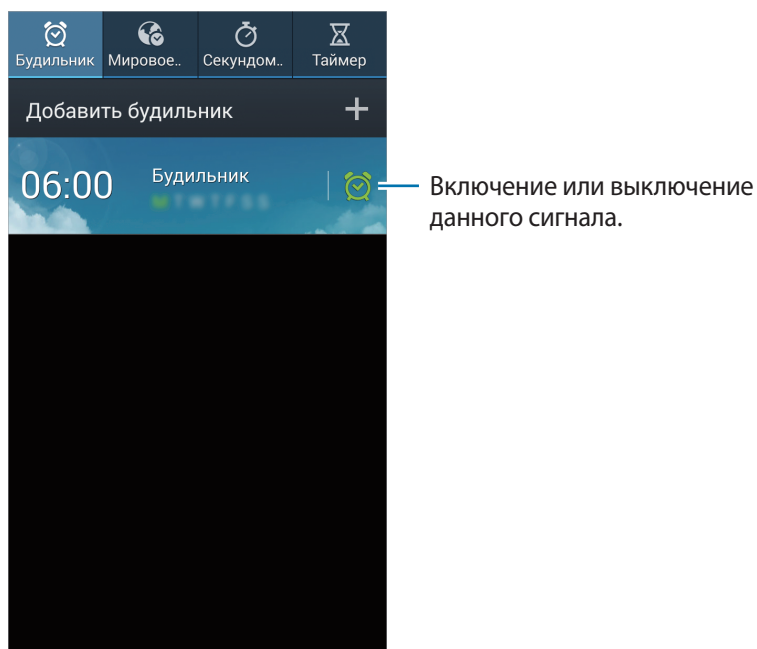 Будильник Мировое.. Секундом.. Таймер
Добавить будильник
06:00 Будильник
Включение или выключение
данного сигнала.